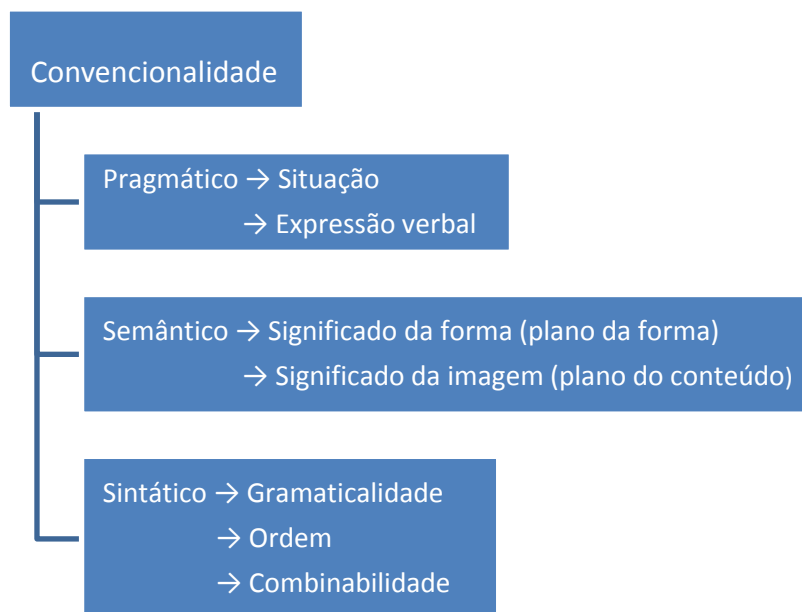 Convencionalidade
Pragmático → Situação
→ Expressão verbal
Semântico → Significado da forma (plano da forma)
→ Significado da imagem (plano do conteúdo)
Sintático → Gramaticalidade
→ Ordem
→ Combinabilidade